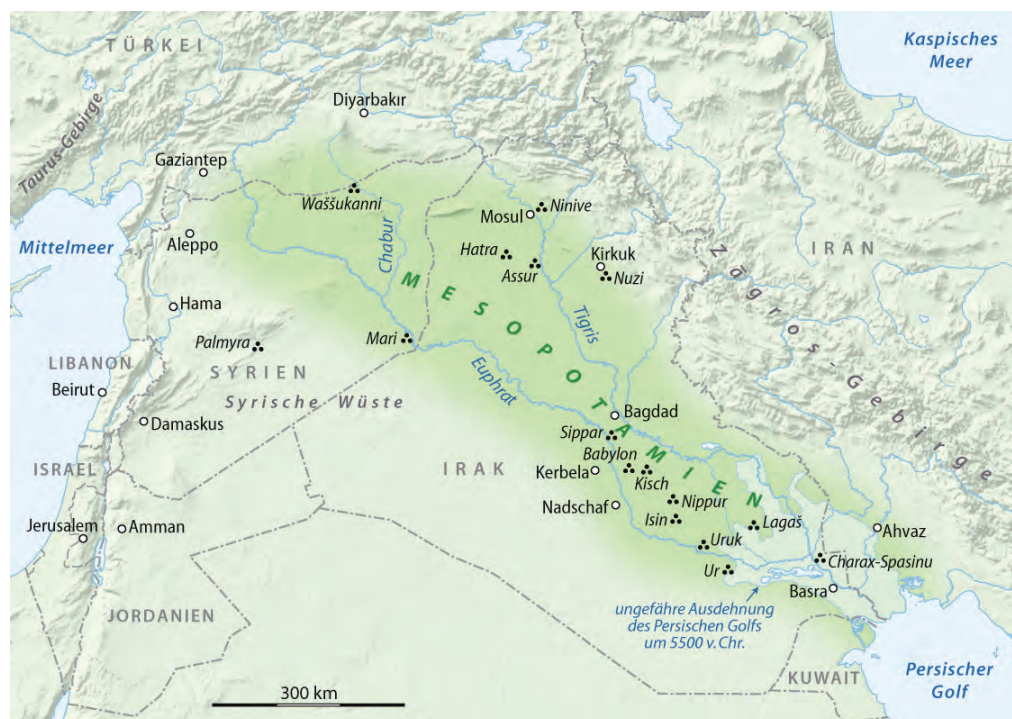 TÜRKEI
Kaspisches
Meer
Diyarbakır
Taurus-Gebirge
Gaziantep
Waššukanni
Ninive
Mosul
Mittelmeer
Aleppo
Chabur
Hatra
Assur
Kirkuk
Nuzi
IRAN
Zāgros-Gebirge
MESOPOTAMIEN
Hama
Tigris
Palmyra
Mari
LIBANON
SYRIEN
Euphrat
Beirut
Syrische Wüste
Bagdad
Damaskus
Sippar
Babylon
ISRAEL
IRAK
Kerbela
Kisch
Nadschaf
Nippur
Isin
Lagaš
Jerusalem
Amman
Ahvaz
Uruk
Ur
Charax-Spasinu
Basra
ungefähre Ausdehnung
des Persischen Golfs
um 5500 v. Chr.
JORDANIEN
KUWAIT
Persischer
Golf
300 km